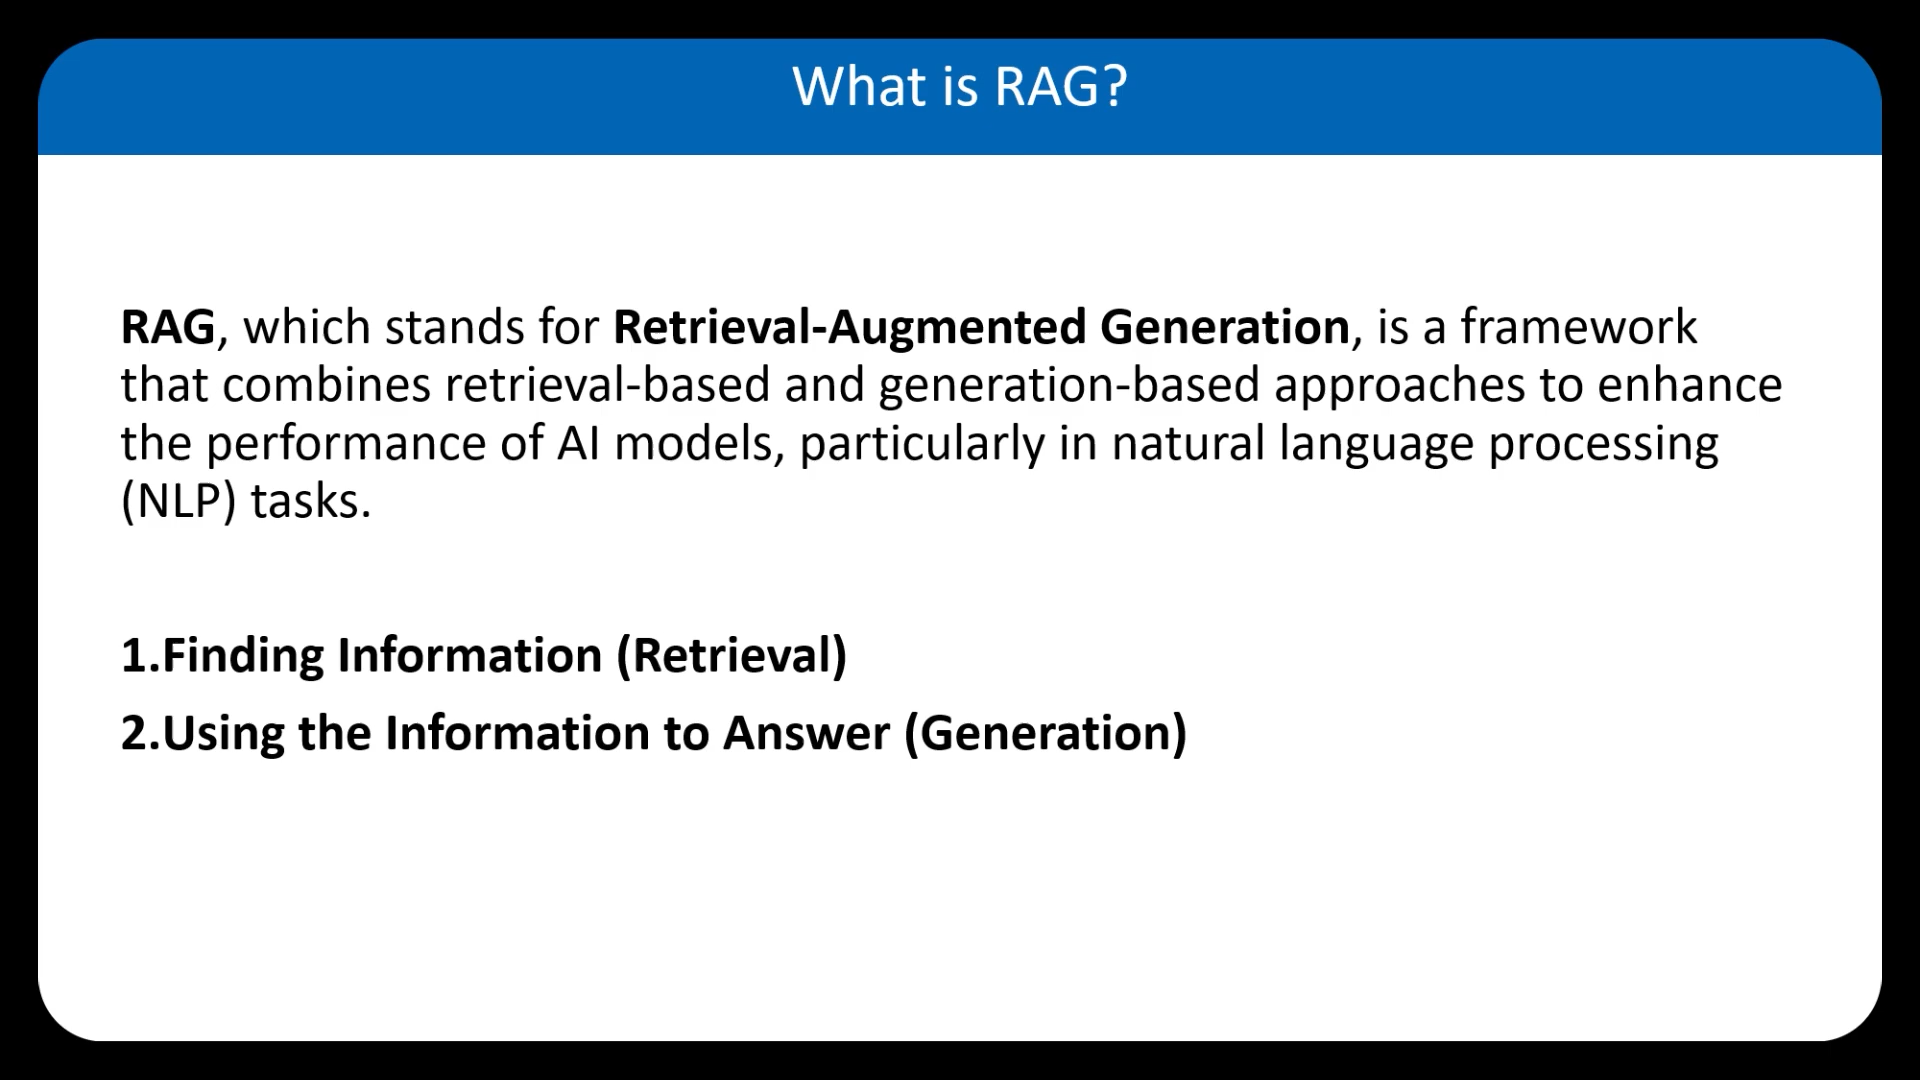 What is RAG?
RAG, which stands for Retrieval-Augmented Generation, is a framework
that combines retrieval-based and generation-based approaches to enhance
the performance of AI models, particularly in natural language processing
(NLP) tasks.
1.Finding Information (Retrieval)
2.Using the Information to Answer (Generation)